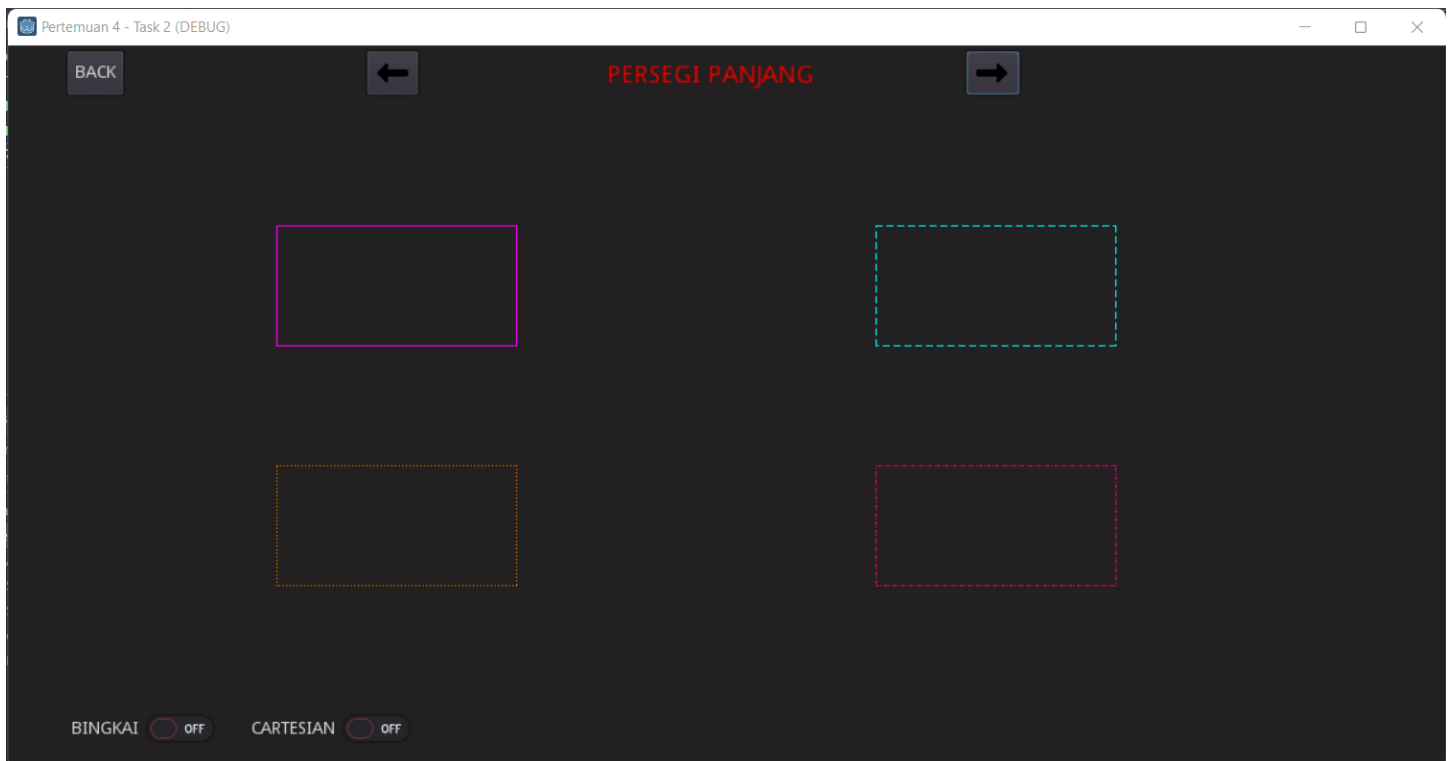 Pertemuan 4 - Task 2 (DEBUG)
BACK
PERSEGI PANJANG
BINGKAI OFF CARTESIAN OFF